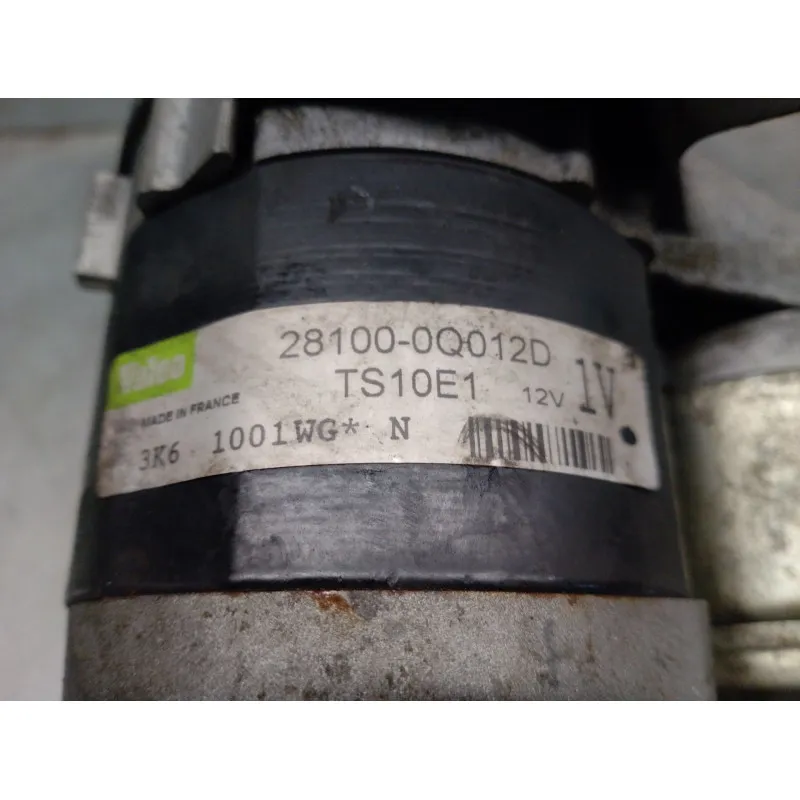 Valeo
28100-0Q012D
TS10E1 12V 1V
MADE IN FRANCE
3K6 1001WG* N